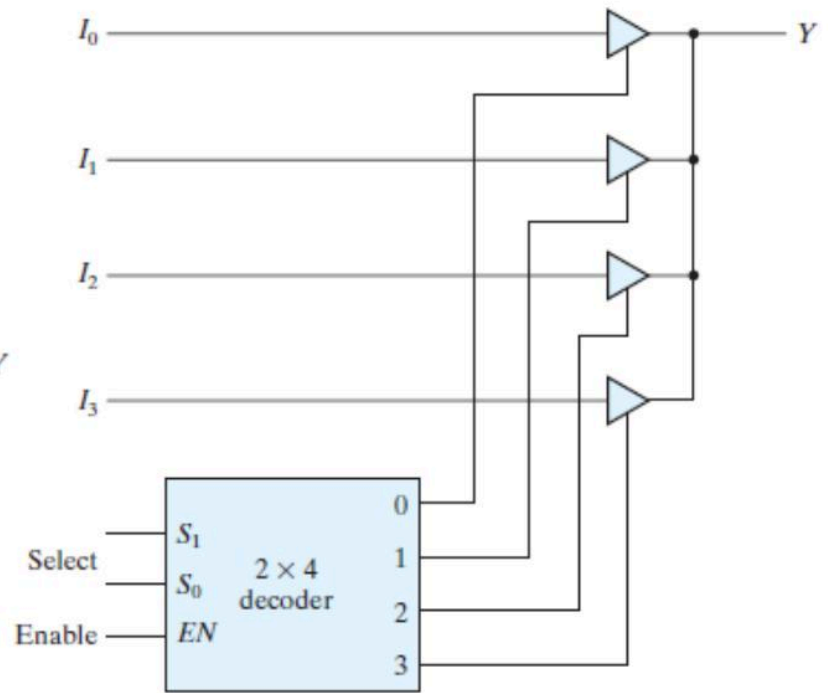 I₀
Y
I₁
I₂
Y
I₃
0
S₁
Select
1
2 × 4
S₀
decoder
2
Enable
EN
3